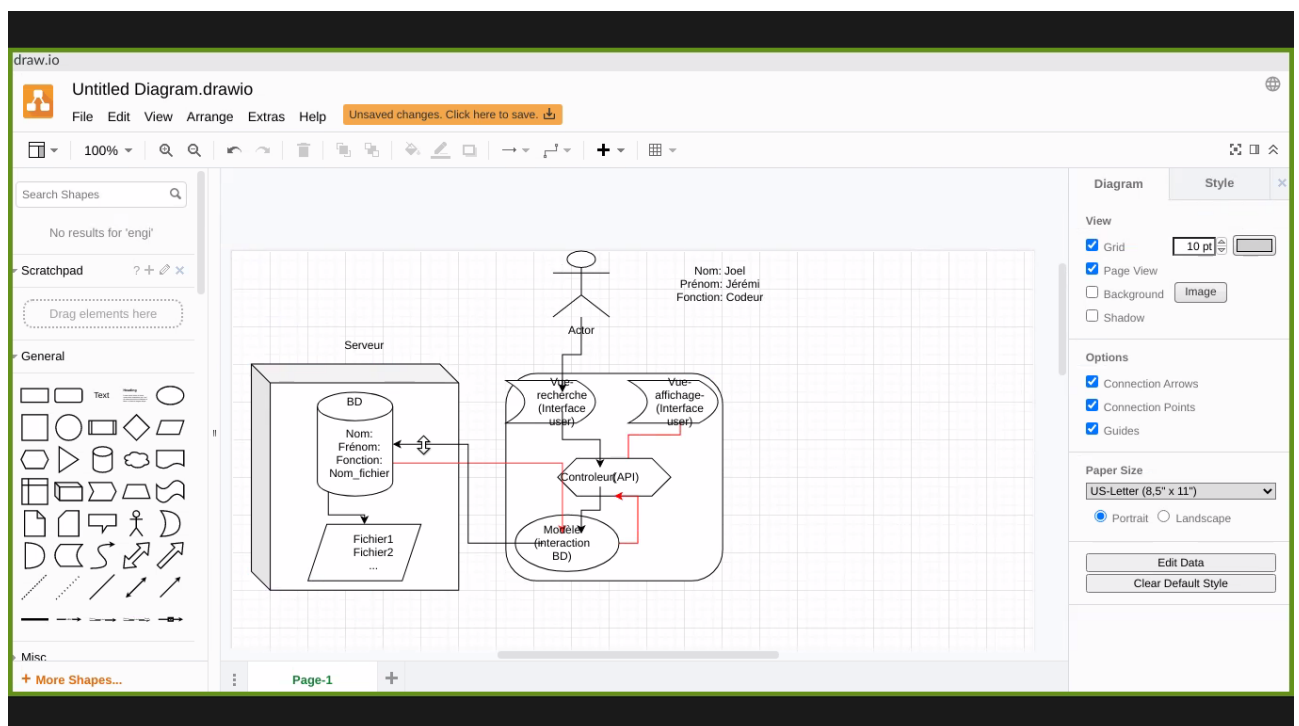 draw.io
Untitled Diagram.drawio
File Edit View Arrange Extras Help
Unsaved changes. Click here to save.
100%
Search Shapes
No results for 'engi'
Scratchpad
?
Drag elements here
General
Text
Heading
Misc
+ More Shapes...
Serveur
BD
Nom:
Frénom:
Fonction:
Nom_fichier
Fichier1
Fichier2
...
Actor
Nom: Joel
Prénom: Jérémi
Fonction: Codeur
Vue-
recherche
(Interface
user)
Vue-
affichage-
(Interface
user)
Controleur(API)
Modèle
(interaction
BD)
Page-1
Diagram
Style
View
Grid
10 pt
Page View
Background
Image
Shadow
Options
Connection Arrows
Connection Points
Guides
Paper Size
US-Letter (8,5" x 11")
Portrait
Landscape
Edit Data
Clear Default Style